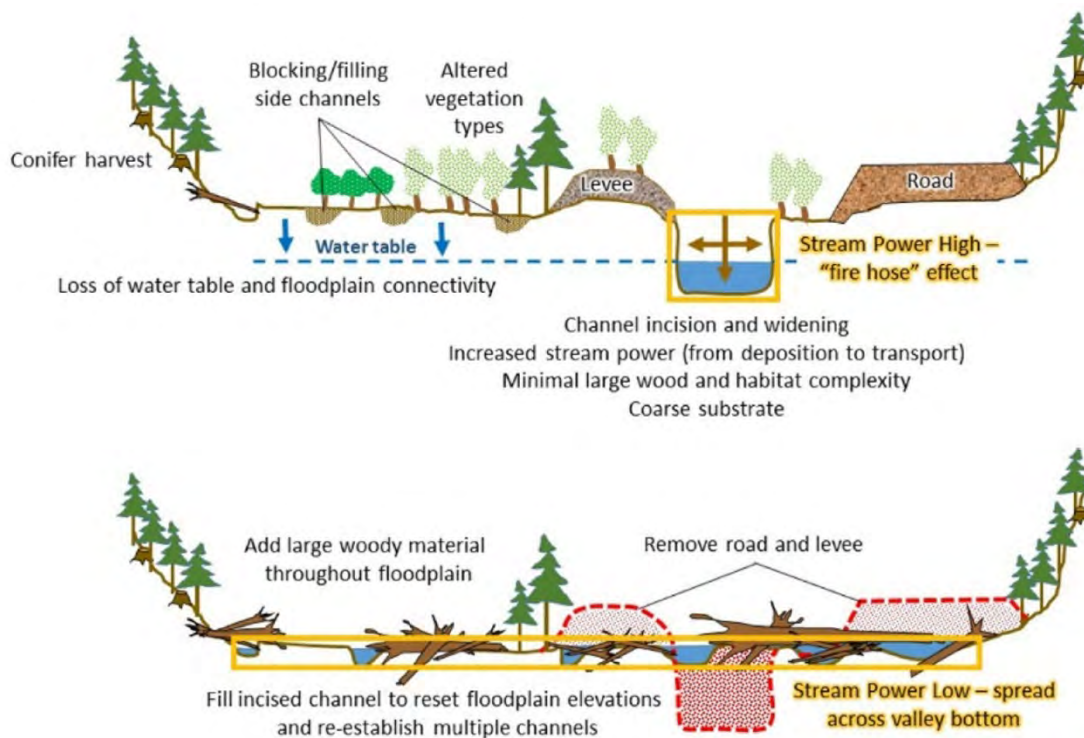 Blocking/filling
side channels
Altered
vegetation
types
Conifer harvest
Levee
Road
Water table
Stream Power High –
"fire hose" effect
Loss of water table and floodplain connectivity
Channel incision and widening
Increased stream power (from deposition to transport)
Minimal large wood and habitat complexity
Coarse substrate
Add large woody material
throughout floodplain
Remove road and levee
Fill incised channel to reset floodplain elevations
and re-establish multiple channels
Stream Power Low – spread
across valley bottom